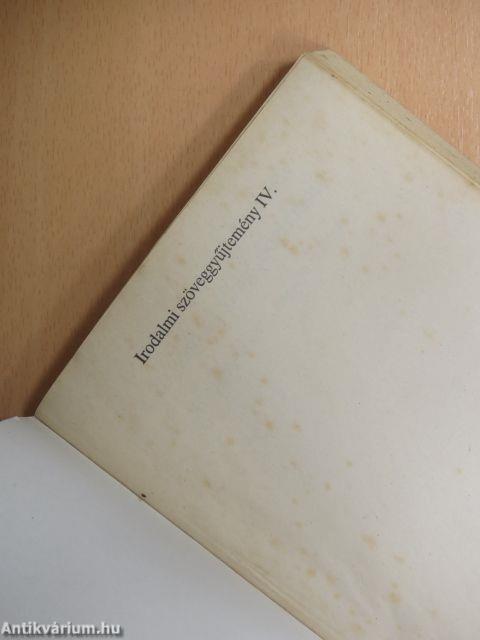 Irodalmi szöveggyűjtemény IV.
Antikvárium.hu